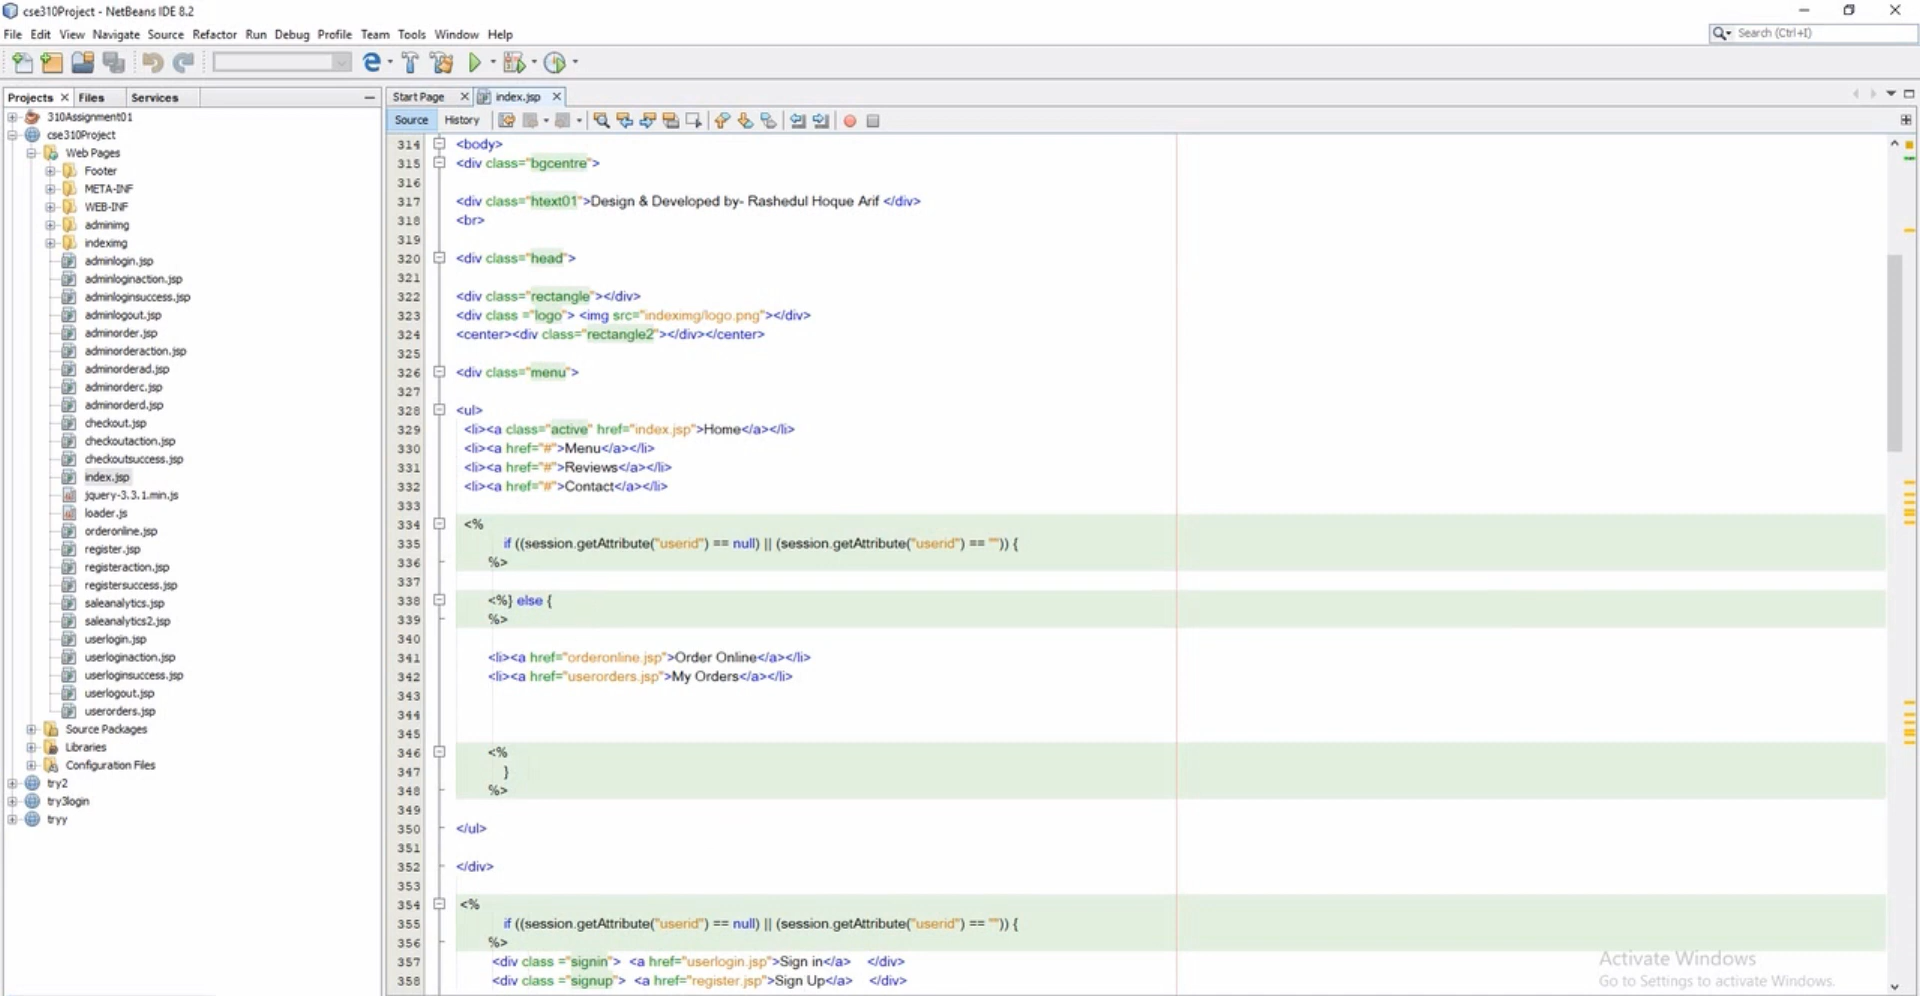 cse310Project - NetBeans IDE 8.2
File Edit View Navigate Source Refactor Run Debug Profile Team Tools Window Help
Search (Ctrl+I)
Projects Files Services
310Assignment01
cse310Project
Web Pages
Footer
META-INF
WEB-INF
adminimg
indeximg
adminlogin.jsp
adminloginaction.jsp
adminloginsuccess.jsp
adminlogout.jsp
adminorder.jsp
adminorderaction.jsp
adminorderad.jsp
adminorderc.jsp
adminorderd.jsp
checkout.jsp
checkoutaction.jsp
checkoutsuccess.jsp
index.jsp
jquery-3.3.1.min.js
loader.js
orderonline.jsp
register.jsp
registeraction.jsp
registersuccess.jsp
saleanalytics.jsp
saleanalytics2.jsp
userlogin.jsp
userloginaction.jsp
userloginsuccess.jsp
userlogout.jsp
userorders.jsp
Source Packages
Libraries
Configuration Files
try2
try3login
tryy
Start Page index.jsp
Source History
314 <body>
315 <div class="bgcentre">
316
317 <div class="htext01">Design & Developed by- Rashedul Hoque Arif </div>
318 <br>
319
320 <div class="head">
321
322 <div class="rectangle"></div>
323 <div class ="logo"> <img src="indeximg/logo.png"></div>
324 <center><div class="rectangle2"></div></center>
325
326 <div class="menu">
327
328 <ul>
329 <li><a class="active" href="index.jsp">Home</a></li>
330 <li><a href="#">Menu</a></li>
331 <li><a href="#">Reviews</a></li>
332 <li><a href="#">Contact</a></li>
333
334 <%
335 if ((session.getAttribute("userid") == null) || (session.getAttribute("userid") == "")) {
336 %>
337
338 <%} else {
339 %>
340
341 <li><a href="orderonline.jsp">Order Online</a></li>
342 <li><a href="userorders.jsp">My Orders</a></li>
343
344
345
346 <%
347 }
348 %>
349
350 </ul>
351
352 </div>
353
354 <%
355 if ((session.getAttribute("userid") == null) || (session.getAttribute("userid") == "")) {
356 %>
357 <div class ="signin"> <a href="userlogin.jsp">Sign in</a> </div>
358 <div class ="signup"> <a href="register.jsp">Sign Up</a> </div>
Activate Windows
Go to Settings to activate Windows.